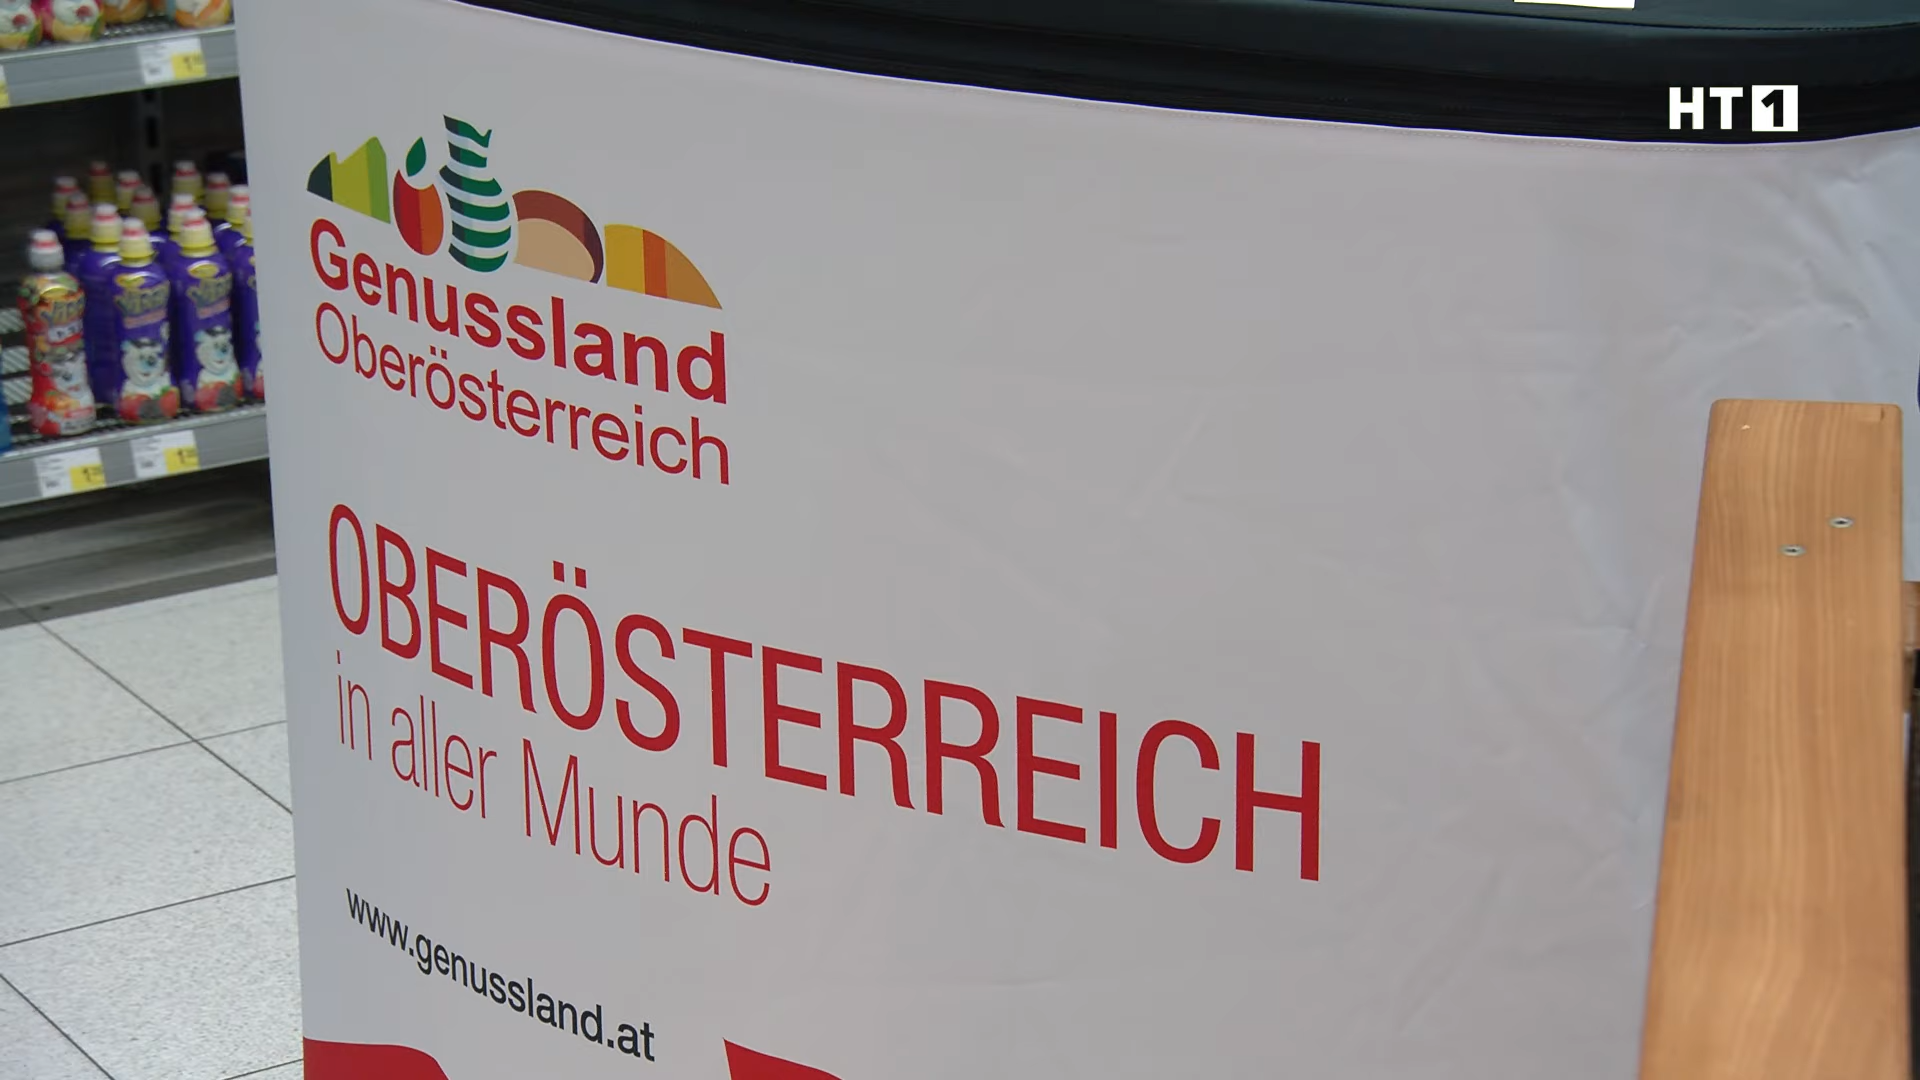 HT1
Genussland
Oberösterreich
OBERÖSTERREICH
in aller Munde
www.genussland.at